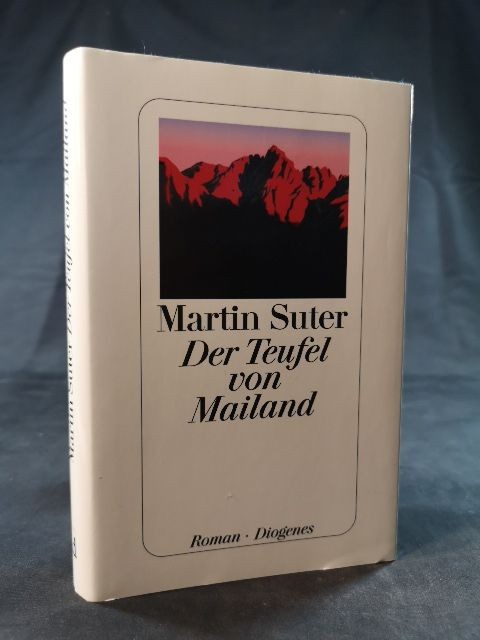 Martin Suter
Der Teufel
von
Mailand
Roman · Diogenes
Martin Suter Der Teufel von Mailand